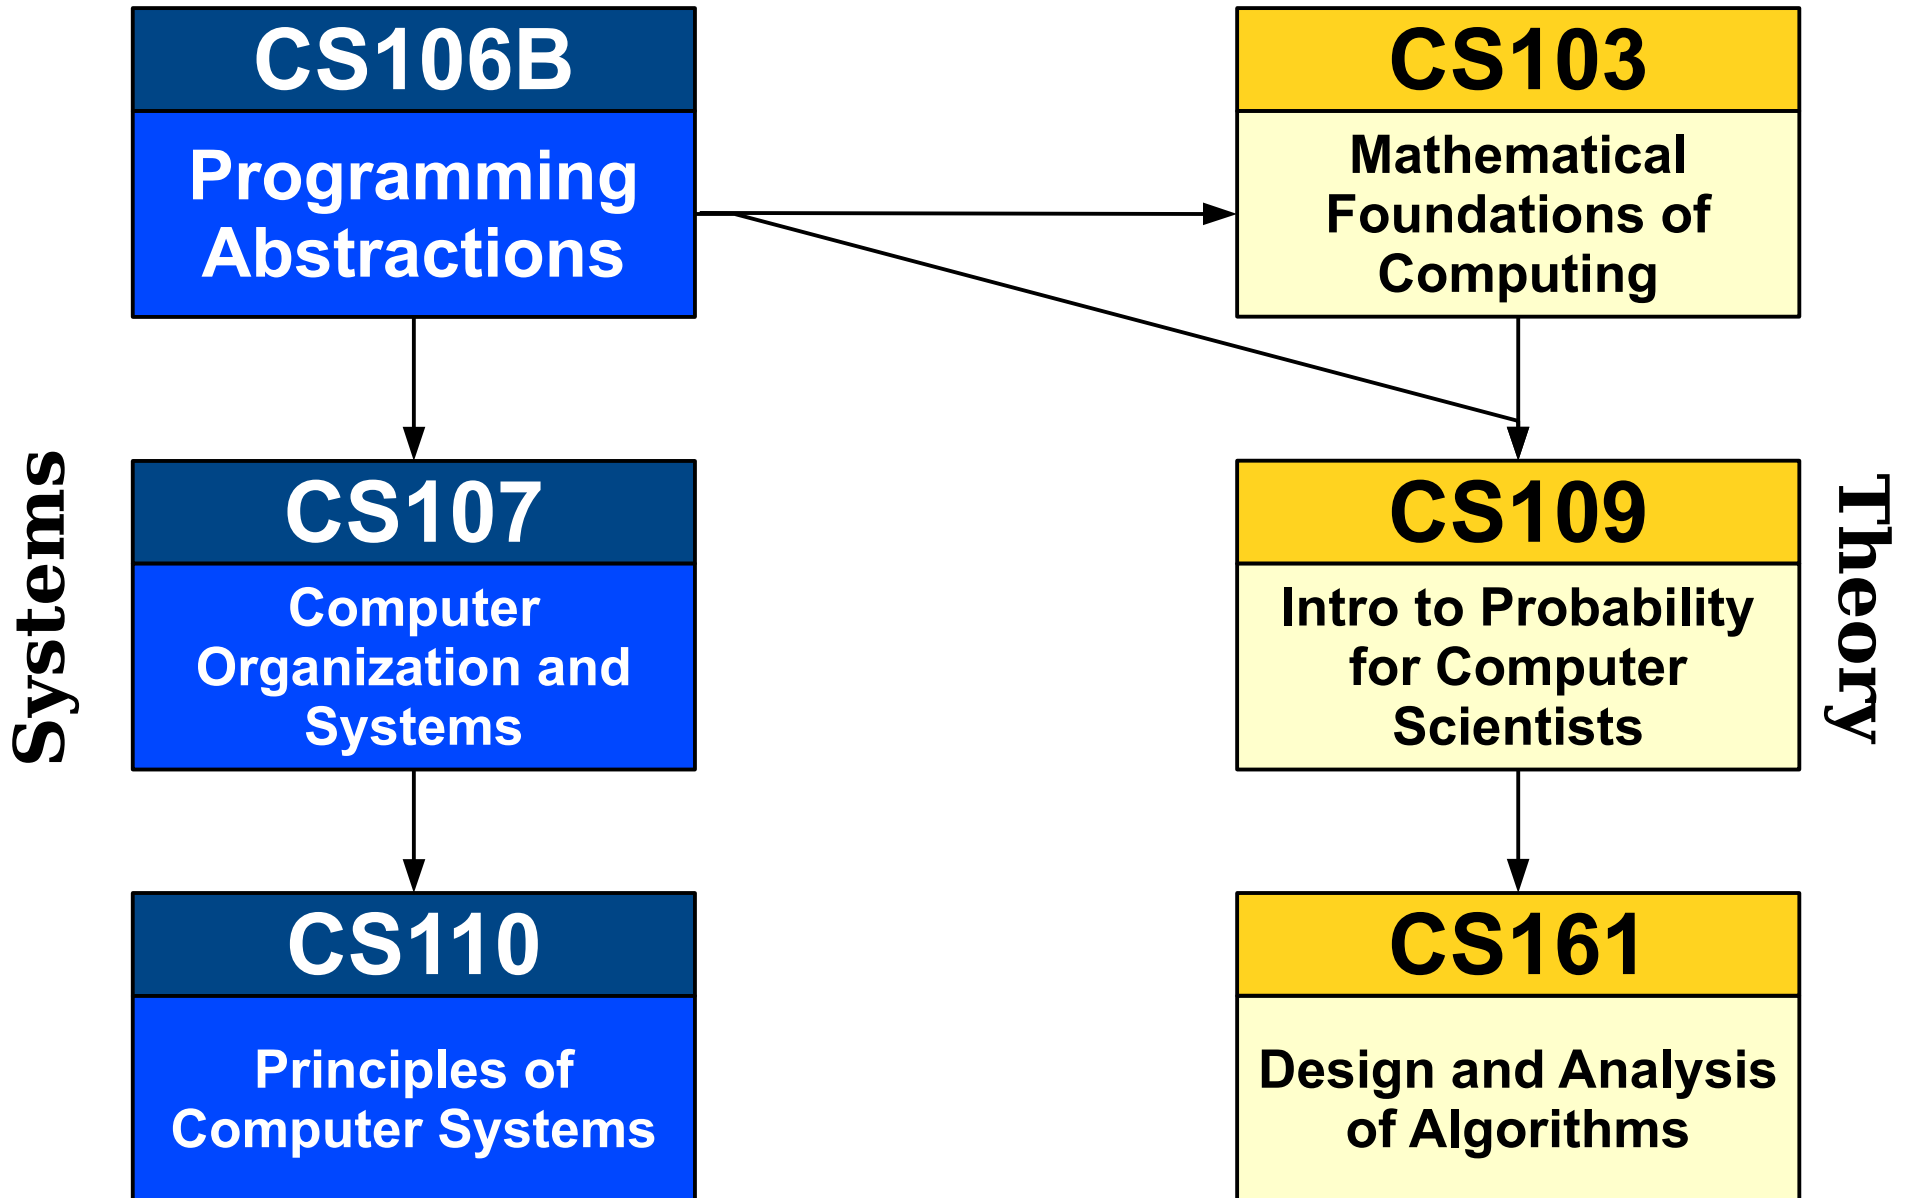 CS106B
Programming
Abstractions
CS103
Mathematical
Foundations of
Computing
Systems
CS107
Computer
Organization and
Systems
CS109
Intro to Probability
for Computer
Scientists
Theory
CS110
Principles of
Computer Systems
CS161
Design and Analysis
of Algorithms